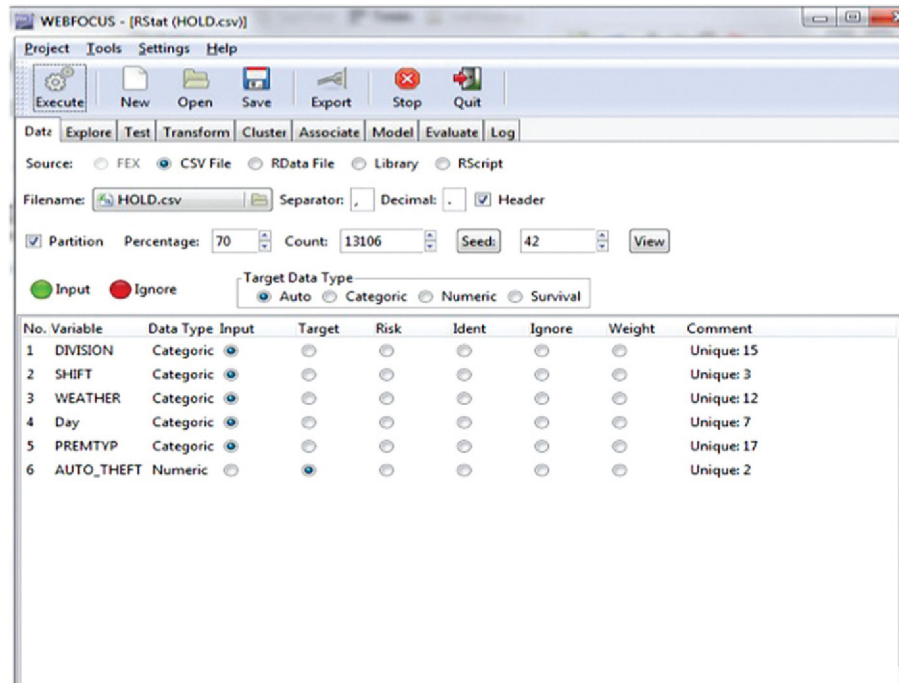 WEBFOCUS - [RStat (HOLD.csv)]
Project Tools Settings Help
Execute New Open Save Export Stop Quit
Data Explore Test Transform Cluster Associate Model Evaluate Log
Source: FEX CSV File RData File Library RScript
Filename: HOLD.csv Separator: , Decimal: . Header
Partition Percentage: 70 Count: 13106 Seed: 42 View
Target Data Type
Input Ignore Auto Categoric Numeric Survival
No. Variable Data Type Input Target Risk Ident Ignore Weight Comment
1 DIVISION Categoric Unique: 15
2 SHIFT Categoric Unique: 3
3 WEATHER Categoric Unique: 12
4 Day Categoric Unique: 7
5 PREMTYP Categoric Unique: 17
6 AUTO_THEFT Numeric Unique: 2